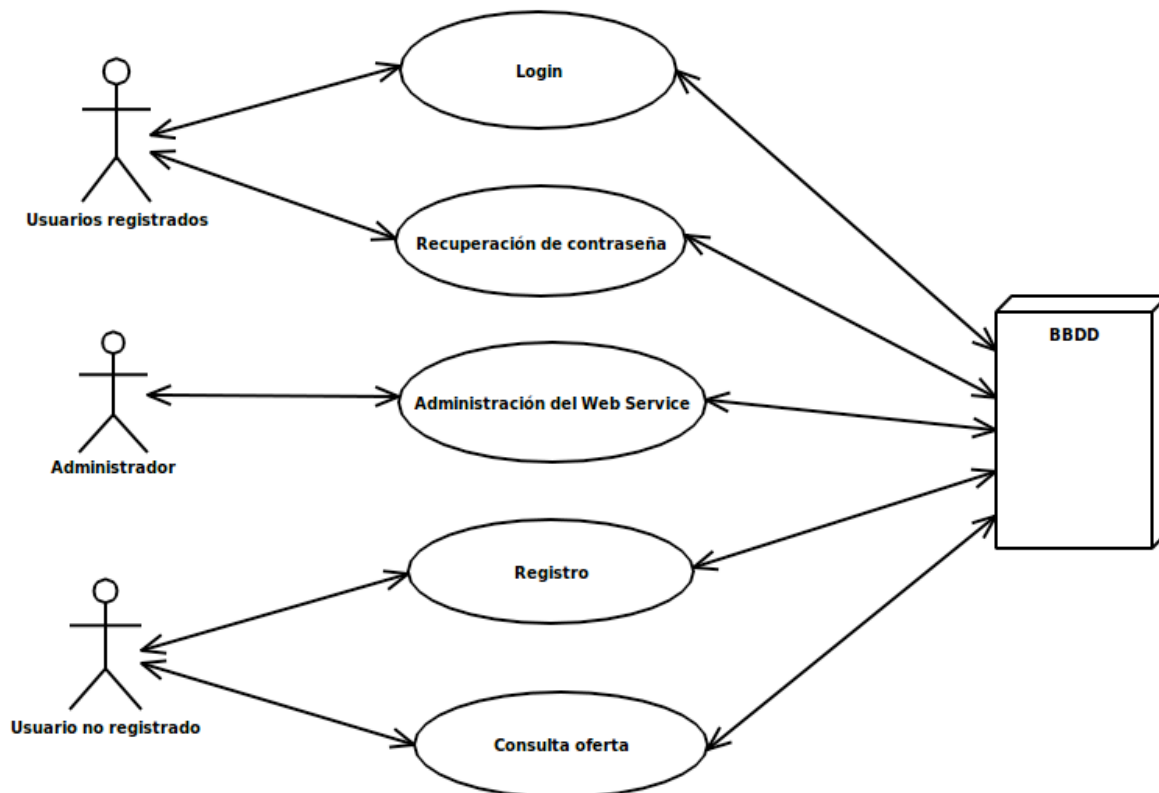 Login
Usuarios registrados
Recuperación de contraseña
BBDD
Administración del Web Service
Administrador
Registro
Usuario no registrado
Consulta oferta